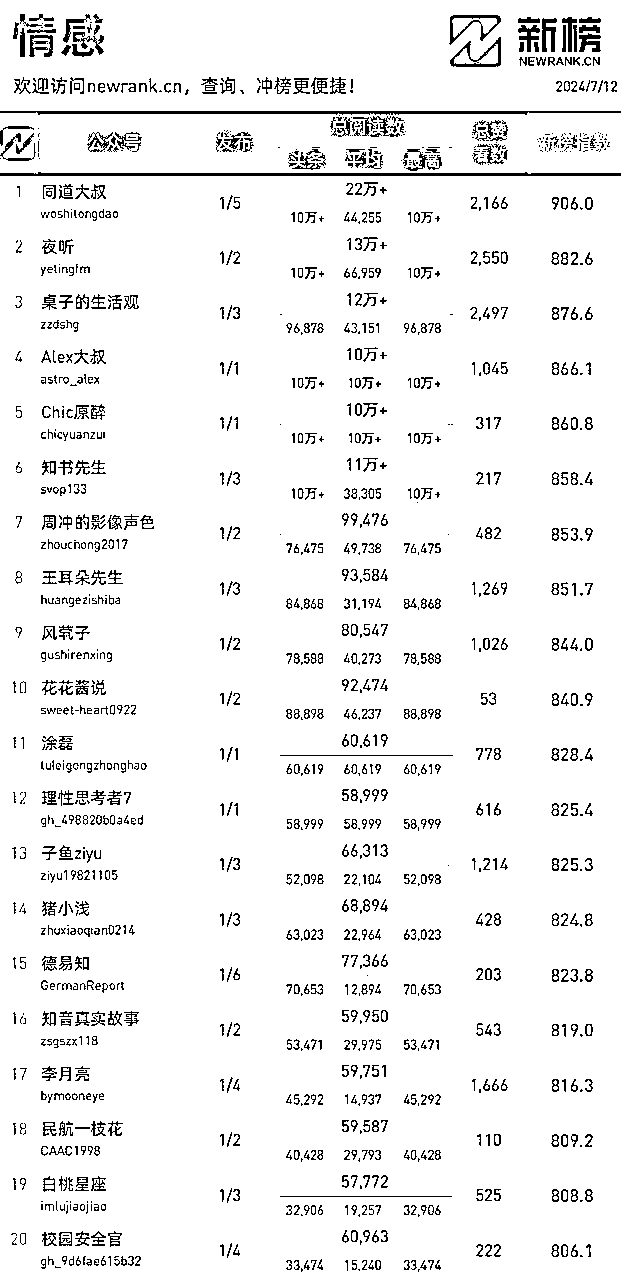 情感
新榜
NEWRANK.CN
欢迎访问newrank.cn，查询、冲榜更便捷！
2024/7/12
公众号 发布 总阅读数 头条 平均 最高 总赞看数 新榜指数
1 同道大叔 woshitongdao 1/5 22万+ 10万+ 44,255 10万+ 2,166 906.0
2 夜听 yetingfm 1/2 13万+ 10万+ 66,959 10万+ 2,550 882.6
3 桌子的生活观 zzdshg 1/3 12万+ 96,878 43,151 96,878 2,497 876.6
4 Alex大叔 astro_alex 1/1 10万+ 10万+ 10万+ 10万+ 1,045 866.1
5 Chic原醉 chicyuanzui 1/1 10万+ 10万+ 10万+ 10万+ 317 860.8
6 知书先生 svop133 1/3 11万+ 10万+ 38,305 10万+ 217 858.4
7 周冲的影像声色 zhouchong2017 1/2 99,476 76,475 49,738 76,475 482 853.9
8 王耳朵先生 huangezishiba 1/3 93,584 84,868 31,194 84,868 1,269 851.7
9 风茕子 gushirenxing 1/2 80,547 78,588 40,273 78,588 1,026 844.0
10 花花酱说 sweet-heart0922 1/2 92,474 88,898 46,237 88,898 53 840.9
11 涂磊 tuleigongzhonghao 1/1 60,619 60,619 60,619 60,619 778 828.4
12 理性思考者7 gh_498820b0a4ed 1/1 58,999 58,999 58,999 58,999 616 825.4
13 子鱼ziyu ziyu19821105 1/3 66,313 52,098 22,104 52,098 1,214 825.3
14 猪小浅 zhuxiaoqian0214 1/3 68,894 63,023 22,964 63,023 428 824.8
15 德易知 GermanReport 1/6 77,366 70,653 12,894 70,653 203 823.8
16 知音真实故事 zsgszx118 1/2 59,950 53,471 29,975 53,471 543 819.0
17 李月亮 bymooneye 1/4 59,751 45,292 14,937 45,292 1,666 816.3
18 民航一枝花 CAAC1998 1/2 59,587 40,428 29,793 40,428 110 809.2
19 白桃星座 imlujiaojiao 1/3 57,772 32,906 19,257 32,906 525 808.8
20 校园安全官 gh_9d6fae615b32 1/4 60,963 33,474 15,240 33,474 222 806.1